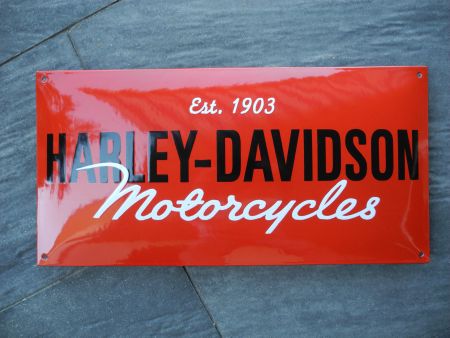 Est. 1903
HARLEY-DAVIDSON
Motorcycles